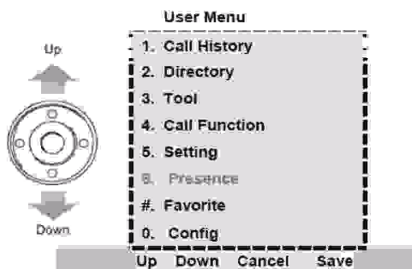 User Menu
Up
1. Call History
2. Directory
3. Tool
4. Call Function
5. Setting
6. Presence
#. Favorite
0. Config
Down
Up Down Cancel Save